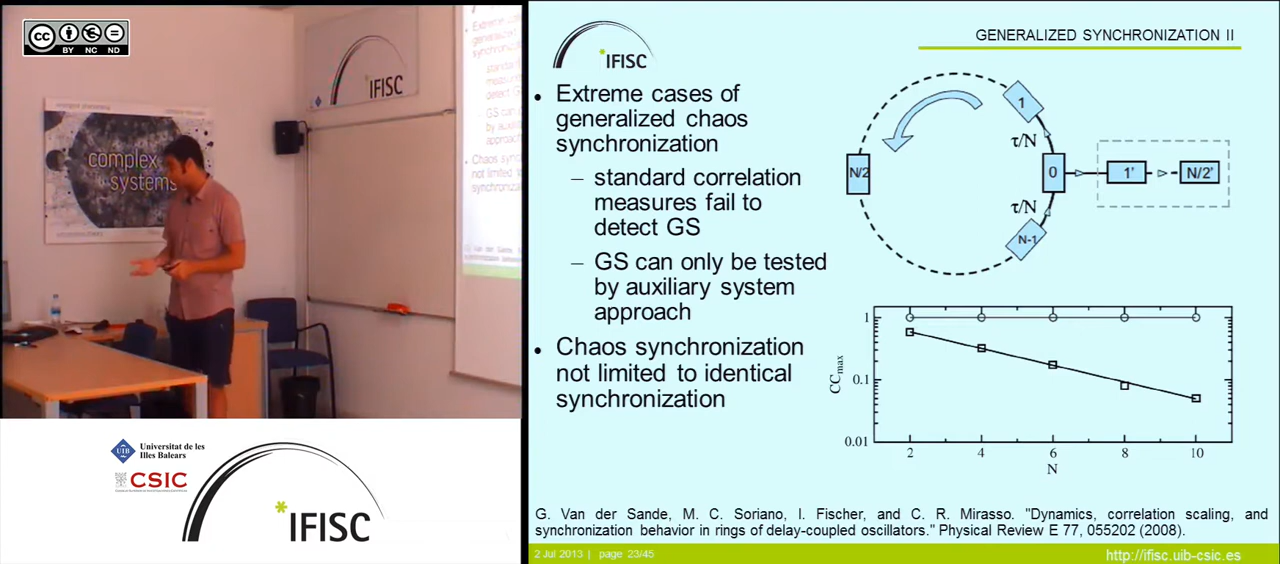 cc
BY NC ND
IFISC
complex
systems
Universitat de les
Illes Balears
CSIC
IFISC
IFISC
GENERALIZED SYNCHRONIZATION II
• Extreme cases of
generalized chaos
synchronization
– standard correlation
measures fail to
detect GS
– GS can only be tested
by auxiliary system
approach
• Chaos synchronization
not limited to identical
synchronization
1
τ/N
N/2
0
1'
N/2'
τ/N
N-1
1
0.1
0.01
CCmax
2 4 6 8 10
N
G. Van der Sande, M. C. Soriano, I. Fischer, and C. R. Mirasso. "Dynamics, correlation scaling, and
synchronization behavior in rings of delay-coupled oscillators." Physical Review E 77, 055202 (2008).
2 Jul 2013 | page 23/45
http://ifisc.uib-csic.es